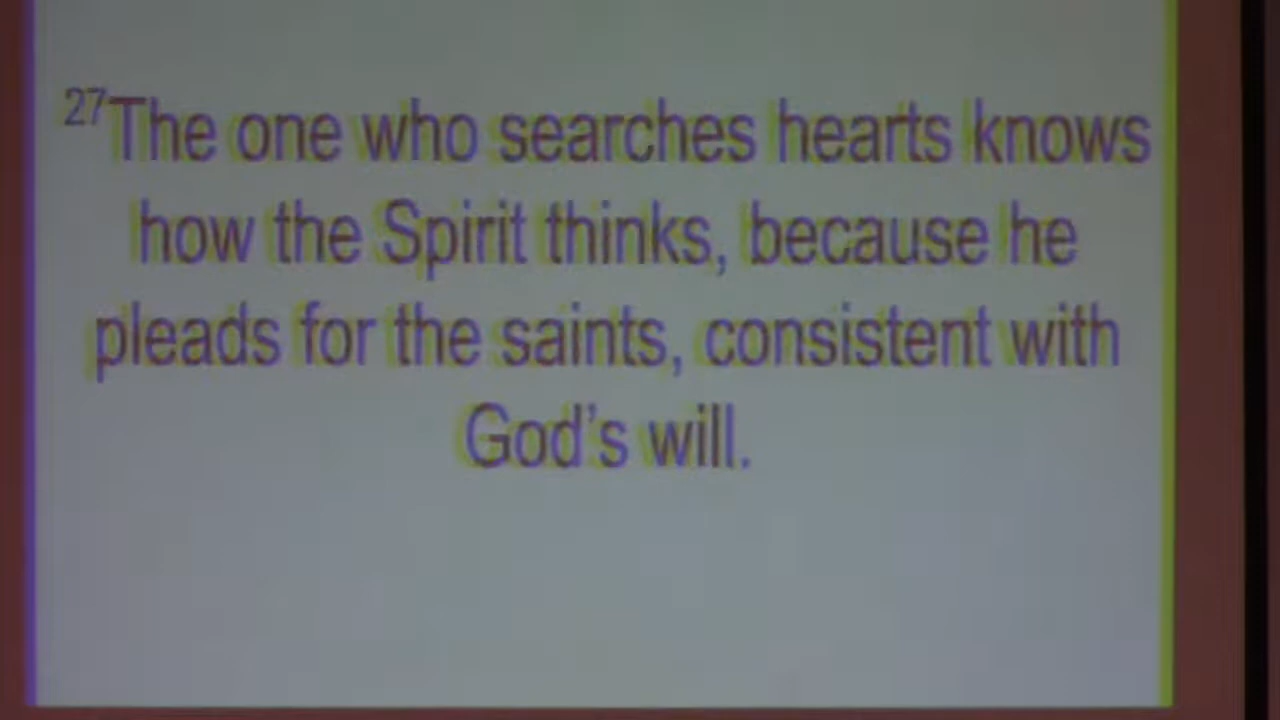 27The one who searches hearts knows
how the Spirit thinks, because he
pleads for the saints, consistent with
God's will.